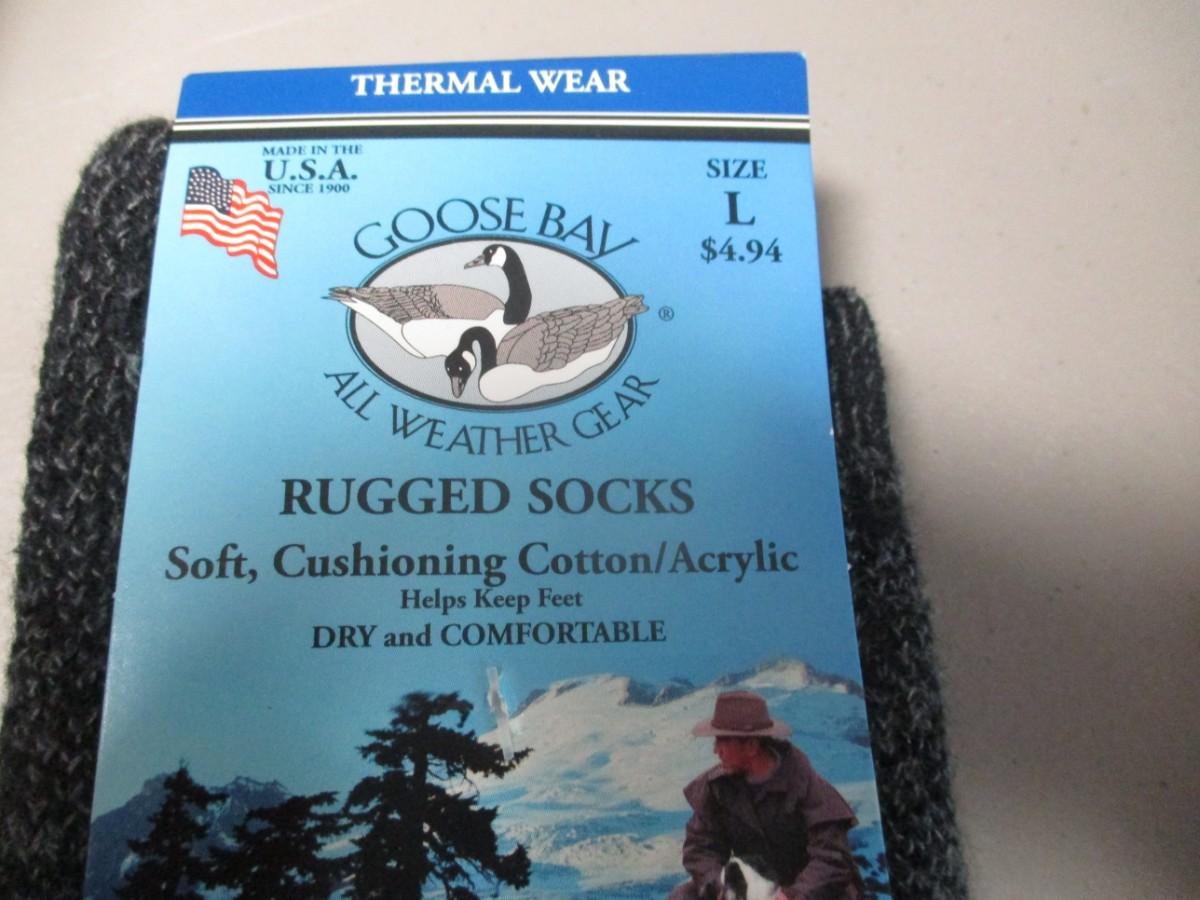 THERMAL WEAR
MADE IN THE
U.S.A.
SINCE 1900
SIZE
L
$4.94
GOOSE BAY
®
ALL WEATHER GEAR
RUGGED SOCKS
Soft, Cushioning Cotton/Acrylic
Helps Keep Feet
DRY and COMFORTABLE